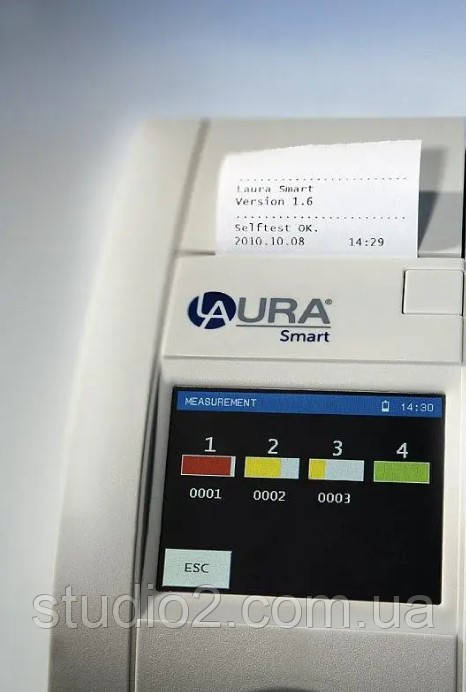 Laura Smart
Version 1.6
Selftest OK.
2010.10.08 14:29
LAURA®
Smart
MEASUREMENT 14:30
1 2 3 4
0001 0002 0003
ESC
studio2.com.ua